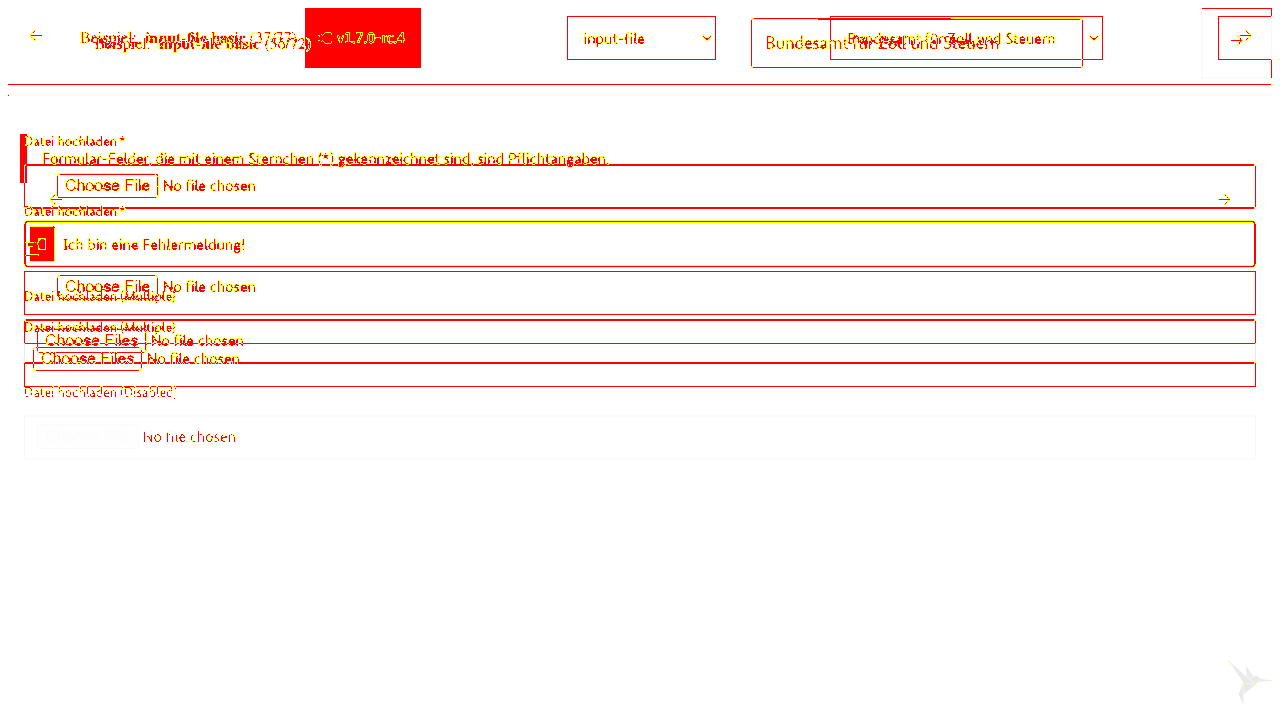 Beispiel: input-file basic (37/77)
Beispiel: input-file basic (36/72)
v1.7.0-rc.4
input-file
Bundesamt für Zoll und Steuern
Bundesamt für Zoll und Steuern
Datei hochladen *
Formular-Felder, die mit einem Sternchen (*) gekennzeichnet sind, sind Pflichtangaben.
Choose File No file chosen
Datei hochladen *
Ich bin eine Fehlermeldung!
Choose File No file chosen
Datei hochladen (Multiple)
Datei hochladen (Multiple)
Choose Files No file chosen
Choose Files No file chosen
Datei hochladen (Disabled)
No file chosen